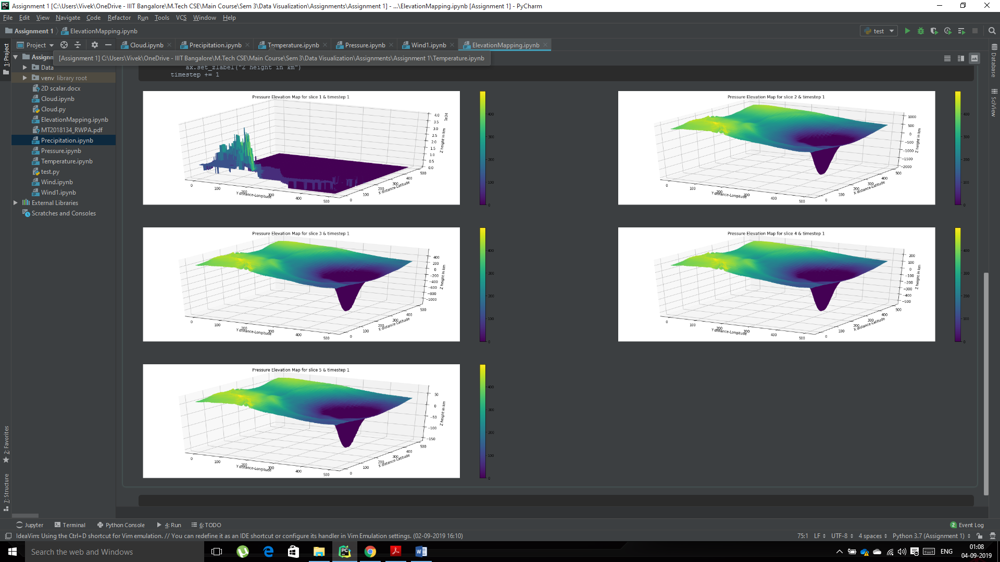 Assignment 1 [C:\Users\Vivek\OneDrive - IIIT Bangalore\M.Tech CSE\Main Course\Sem 3\Data Visualization\Assignments\Assignment 1] - ...\ElevationMapping.ipynb [Assignment 1] - PyCharm
File Edit View Navigate Code Refactor Run Tools VCS Window Help
Assignment 1 ElevationMapping.ipynb test
Project Cloud.ipynb Precipitation.ipynb Temperature.ipynb Pressure.ipynb Wind1.ipynb ElevationMapping.ipynb
Assignm [Assignment 1] C:\Users\Vivek\OneDrive - IIIT Bangalore\M.Tech CSE\Main Course\Sem 3\Data Visualization\Assignments\Assignment 1\Temperature.ipynb
1: Project
Data
venv library root
2D scalar.docx
Cloud.ipynb
Cloud.py
ElevationMapping.ipynb
MT2018134_RWPA.pdf
Precipitation.ipynb
Pressure.ipynb
Temperature.ipynb
test.py
Wind.ipynb
Wind1.ipynb
External Libraries
Scratches and Consoles
2: Favorites
7: Structure
Database
SciView
ax.set_zlabel("Z height in km")
timestep += 1
Pressure Elevation Map for slice 1 & timestep 1
4.0
3.5
3.0
2.5
2.0
1.5
1.0
0.5
0.0
1e34
Z height in km
0 100 200 300 400 500
Y distance-Longitude
0 100 200 300 400 500
X distance-Latitude
400
300
200
100
0
Pressure Elevation Map for slice 2 & timestep 1
1000
500
0
-500
-1000
-1500
-2000
Z height in km
0 100 200 300 400 500
Y distance-Longitude
0 100 200 300 400 500
X distance-Latitude
400
300
200
100
0
Pressure Elevation Map for slice 3 & timestep 1
400
200
0
-200
-400
-600
-800
-1000
Z height in km
0 100 200 300 400 500
Y distance-Longitude
0 100 200 300 400 500
X distance-Latitude
400
300
200
100
0
Pressure Elevation Map for slice 4 & timestep 1
200
100
0
-100
-200
-300
-400
-500
Z height in km
0 100 200 300 400 500
Y distance-Longitude
0 100 200 300 400 500
X distance-Latitude
400
300
200
100
0
Pressure Elevation Map for slice 5 & timestep 1
50
0
-50
-100
-150
Z height in km
0 100 200 300 400 500
Y distance-Longitude
0 100 200 300 400 500
X distance-Latitude
400
300
200
100
0
Jupyter Terminal Python Console 4: Run 6: TODO 2 Event Log
IdeaVim: Using the Ctrl+D shortcut for Vim emulation. // You can redefine it as an IDE shortcut or configure its handler in Vim Emulation settings. (02-09-2019 16:10) 75:1 LF UTF-8 4 spaces Python 3.7 (Assignment 1)
Search the web and Windows
ENG
01:08
04-09-2019